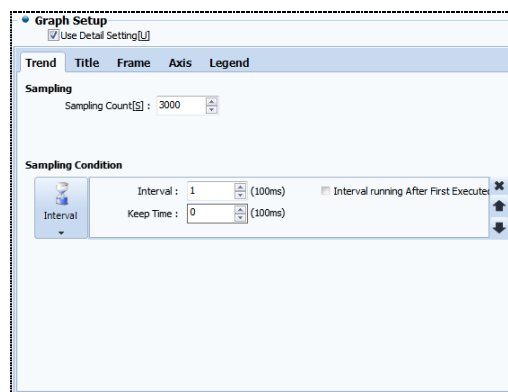 Graph Setup
Use Detail Setting[U]
Trend Title Frame Axis Legend
Sampling
Sampling Count[S] : 3000
Sampling Condition
Interval
Interval : 1 (100ms) Interval running After First Executed
Keep Time : 0 (100ms)